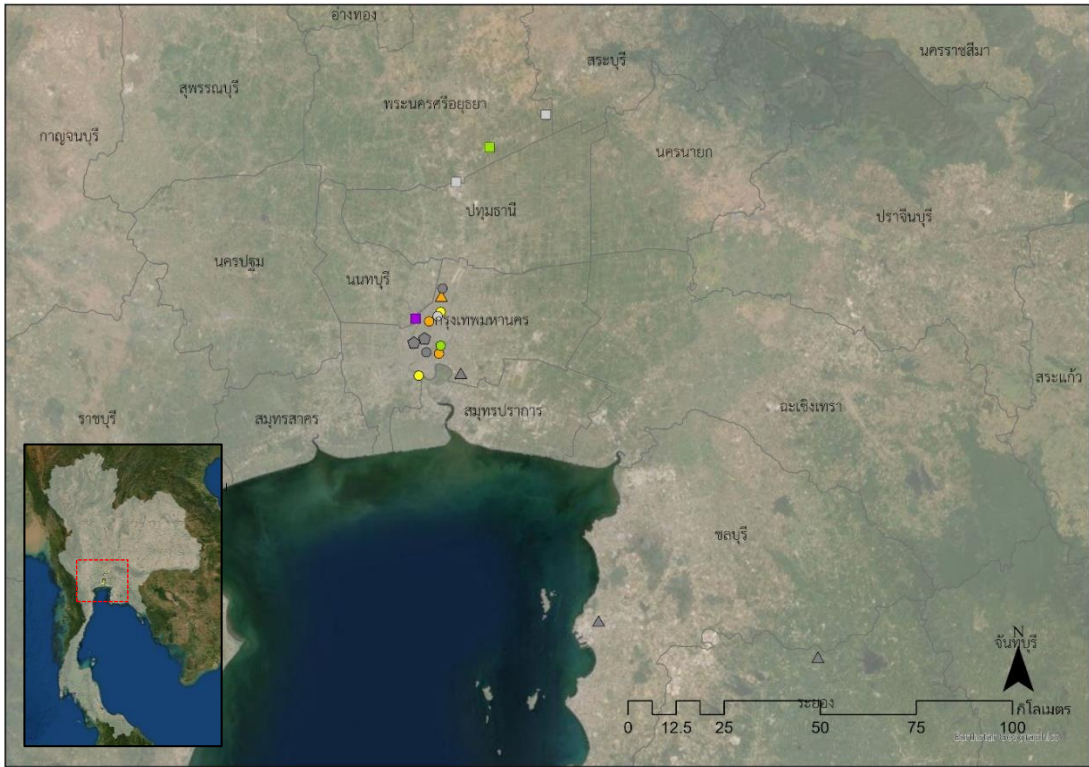 อ่างทอง
นครราชสีมา
สระบุรี
สุพรรณบุรี
พระนครศรีอยุธยา
กาญจนบุรี
นครนายก
ปทุมธานี
ปราจีนบุรี
นครปฐม
นนทบุรี
กรุงเทพมหานคร
สระแก้ว
ฉะเชิงเทรา
สมุทรปราการ
ราชบุรี
สมุทรสาคร
ชลบุรี
N
จันทบุรี
ระยอง
กิโลเมตร
0 12.5 25 50 75 100